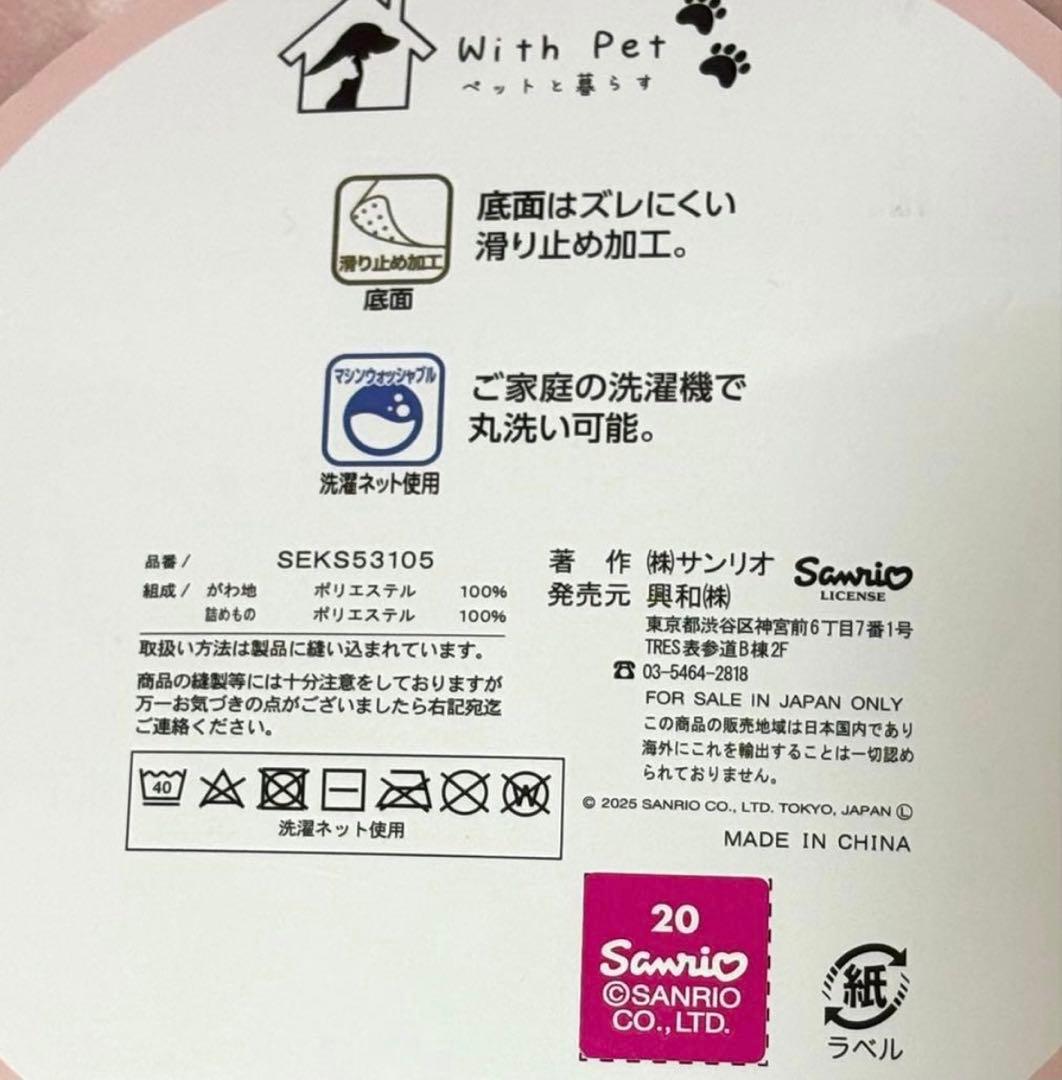 With Pet
ペットと暮らす
滑り止め加工
底面
底面はズレにくい
滑り止め加工。
マシンウォッシャブル
洗濯ネット使用
ご家庭の洗濯機で
丸洗い可能。
品番/ SEKS53105
組成/ がわ地 ポリエステル 100%
詰めもの ポリエステル 100%
取扱い方法は製品に縫い込まれています。
商品の縫製等には十分注意をしておりますが
万一お気づきの点がございましたら右記宛迄
ご連絡ください。
40
W
洗濯ネット使用
著 作 ㈱サンリオ
発売元 興和㈱
Sanrio
LICENSE
東京都渋谷区神宮前6丁目7番1号
TRES表参道B棟2F
☎ 03-5464-2818
FOR SALE IN JAPAN ONLY
この商品の販売地域は日本国内であり
海外にこれを輸出することは一切認め
られておりません。
© 2025 SANRIO CO., LTD. TOKYO, JAPAN Ⓛ
MADE IN CHINA
20
Sanrio
©SANRIO
CO.,LTD.
紙
ラベル